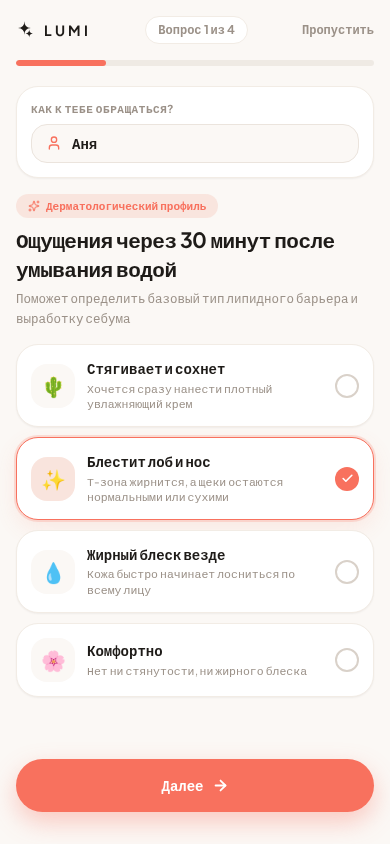 LUMI
Вопрос 1 из 4
Пропустить
КАК К ТЕБЕ ОБРАЩАТЬСЯ?
Аня
Дерматологический профиль
Ощущения через 30 минут после
умывания водой
Поможет определить базовый тип липидного барьера и
выработку себума
Стягивает и сохнет
Хочется сразу нанести плотный
увлажняющий крем
Блестит лоб и нос
Т-зона жирнится, а щеки остаются
нормальными или сухими
Жирный блеск везде
Кожа быстро начинает лосниться по
всему лицу
Комфортно
Нет ни стянутости, ни жирного блеска
Далее